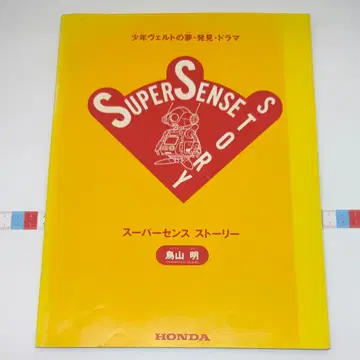 少年ヴェルトの夢・発見・ドラマ
SUPER SENSE STORY
スーパーセンス ストーリー
鳥山 明
HONDA